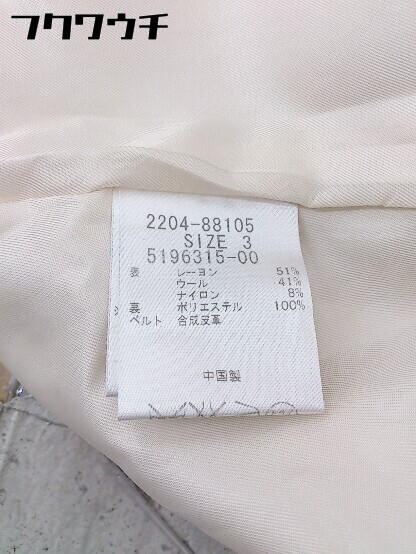 フクワウチ
2204-88105
SIZE 3
5196315-00
表 レーヨン 51%
ウール 41%
ナイロン 8%
裏 ポリエステル 100%
ベルト 合成皮革
中国製